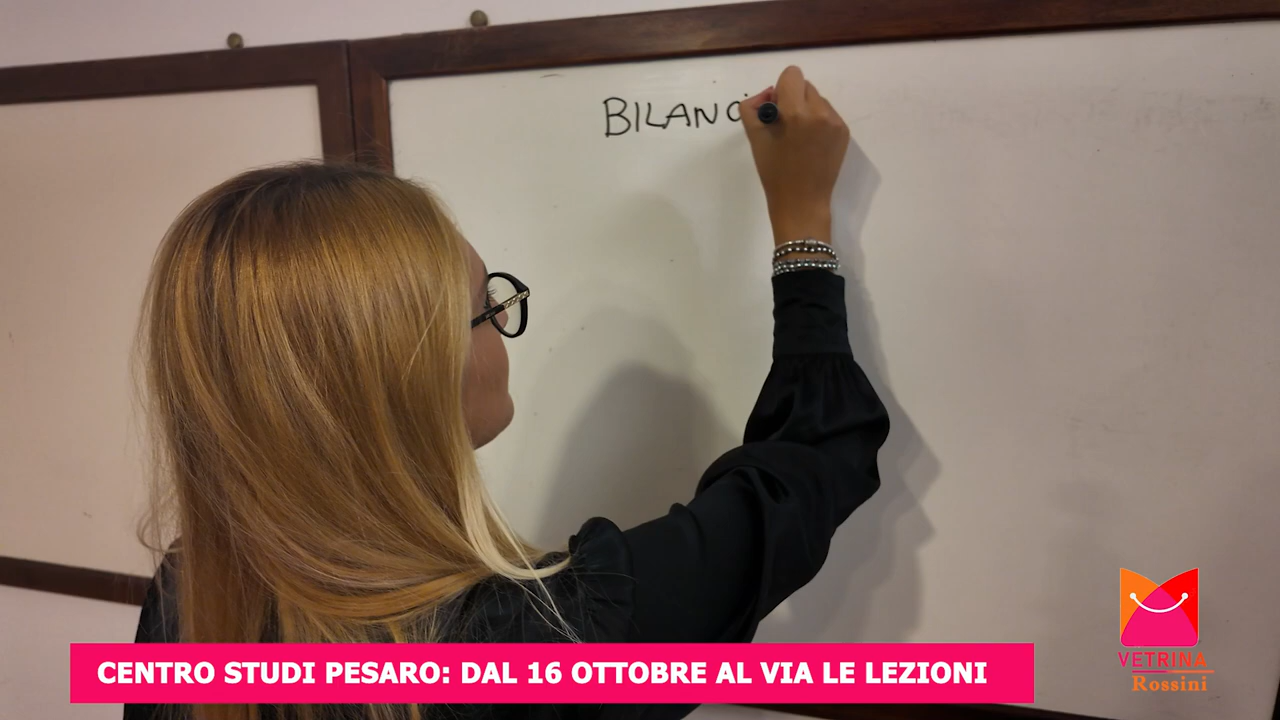 BILANC
CENTRO STUDI PESARO: DAL 16 OTTOBRE AL VIA LE LEZIONI
VETRINA
Rossini